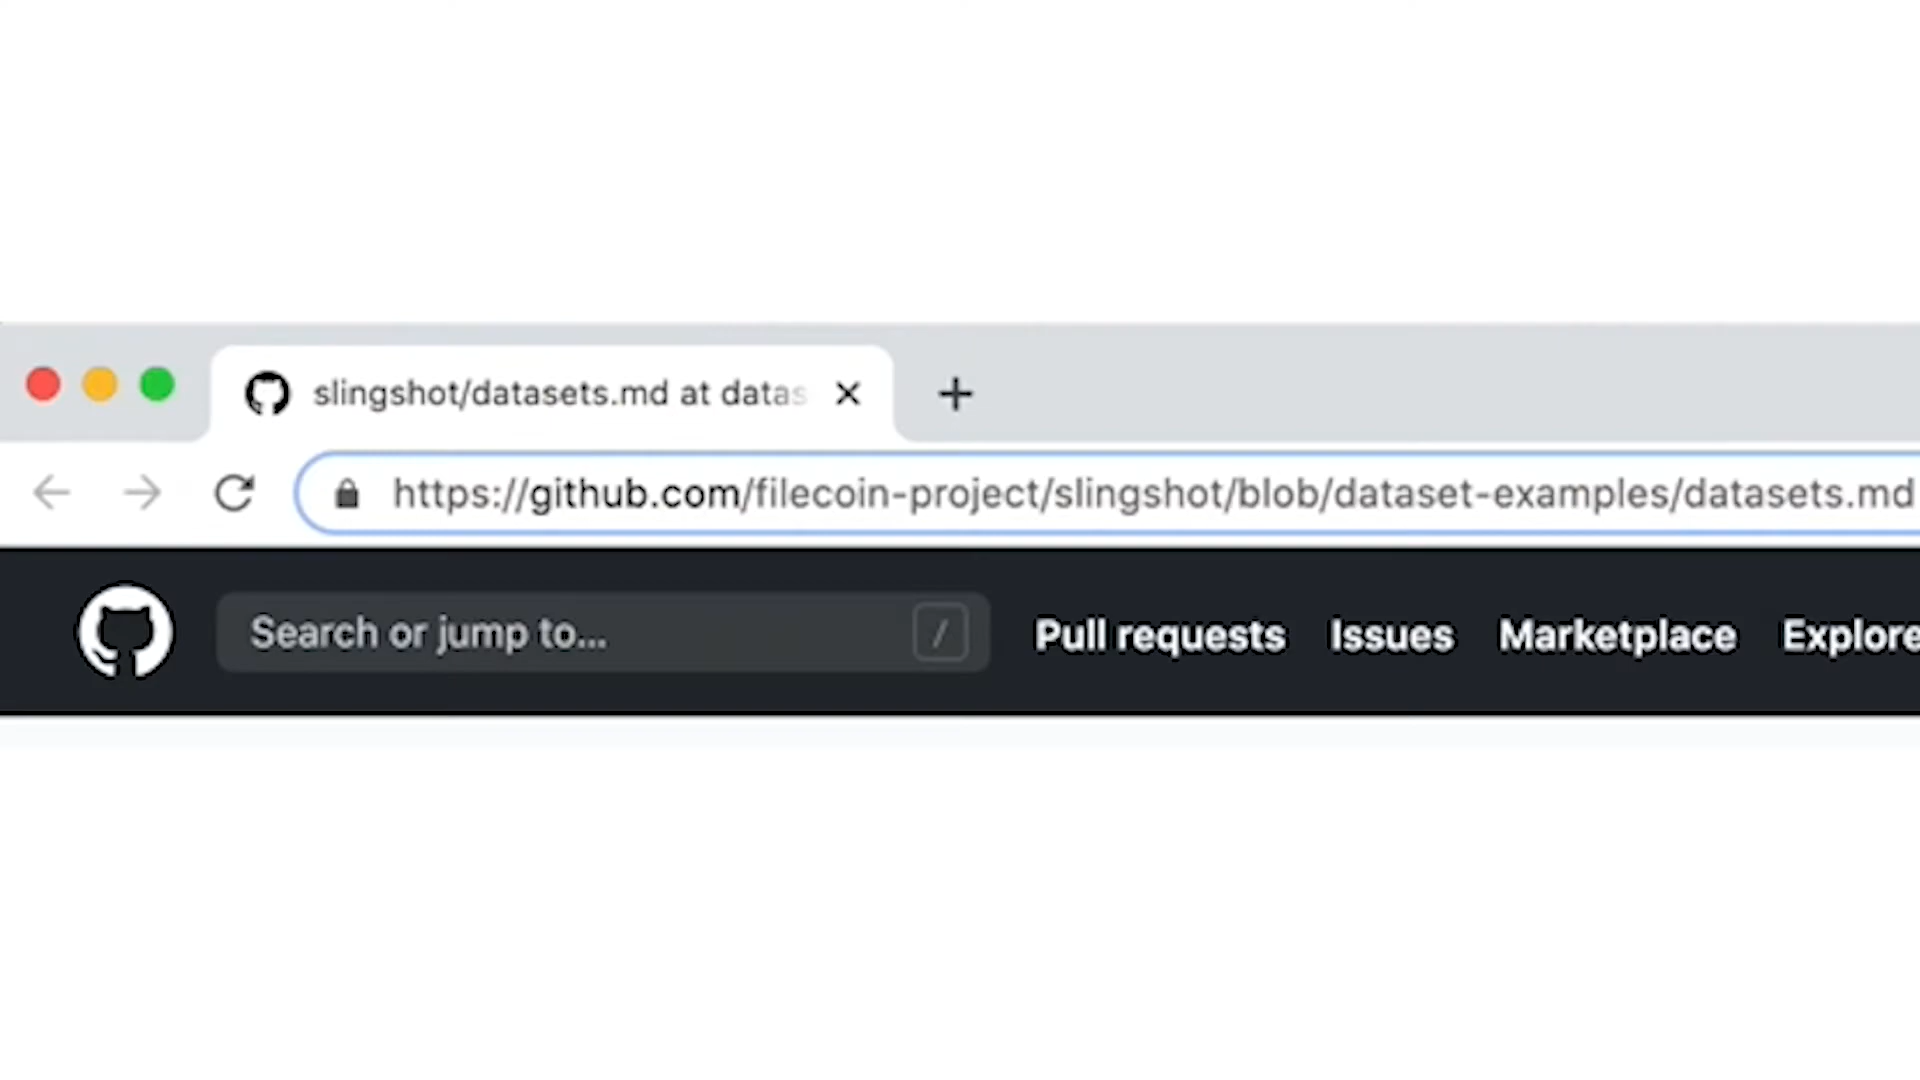 slingshot/datasets.md at datas
https://github.com/filecoin-project/slingshot/blob/dataset-examples/datasets.md
Search or jump to... / Pull requests Issues Marketplace Explore